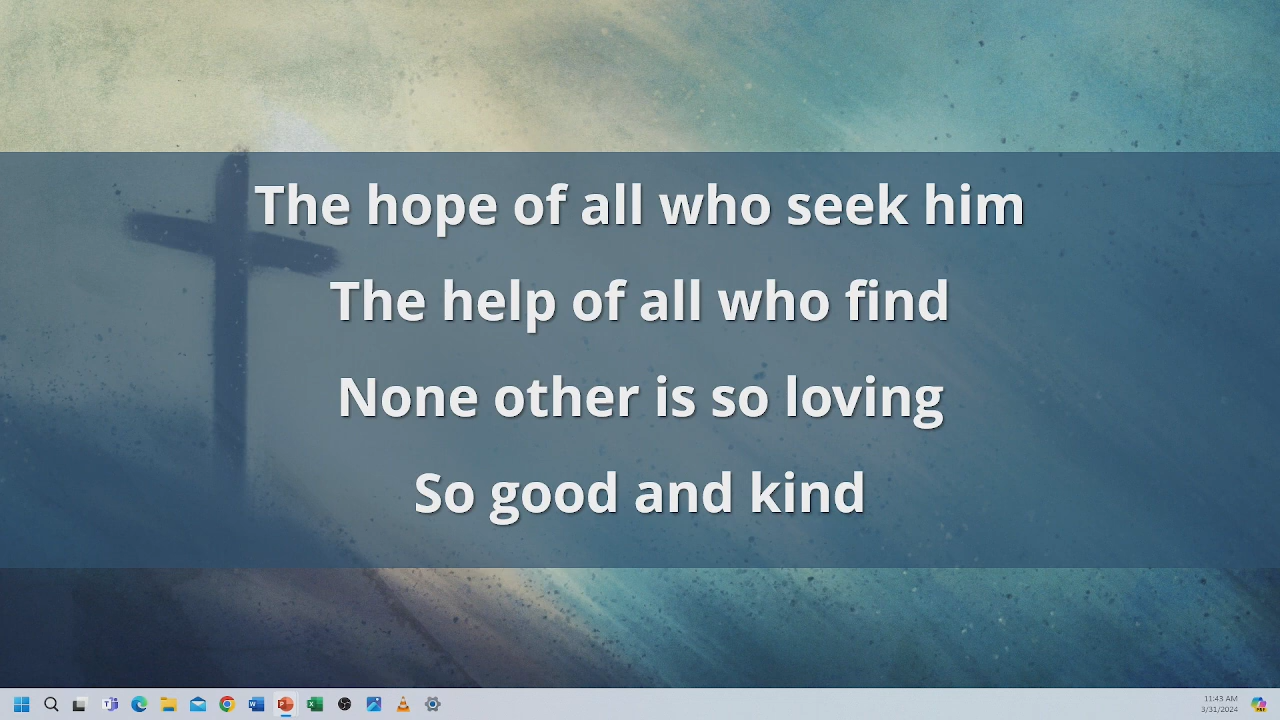 The hope of all who seek him
The help of all who find
None other is so loving
So good and kind
11:43 AM
3/31/2024